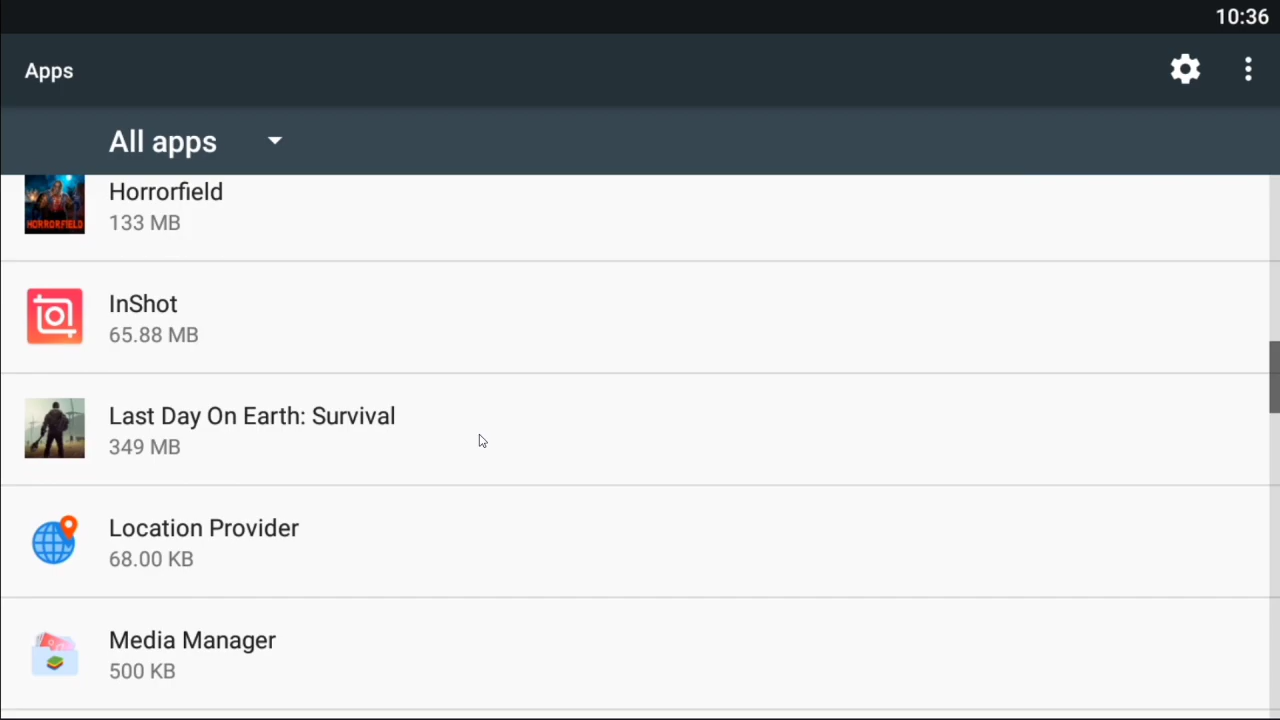 10:36
Apps
All apps
Horrorfield
HORRORFIELD
133 MB
InShot
65.88 MB
Last Day On Earth: Survival
349 MB
Location Provider
68.00 KB
Media Manager
500 KB